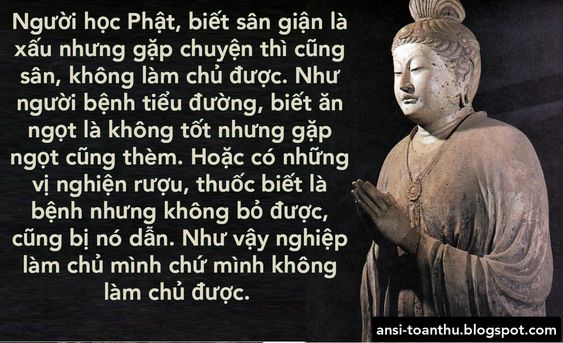 Người học Phật, biết sân giận là
xấu nhưng gặp chuyện thì cũng
sân, không làm chủ được. Như
người bệnh tiểu đường, biết ăn
ngọt là không tốt nhưng gặp
ngọt cũng thèm. Hoặc có những
vị nghiện rượu, thuốc biết là
bệnh nhưng không bỏ được,
cũng bị nó dẫn. Như vậy nghiệp
làm chủ mình chứ mình không
làm chủ được.
ansi-toanthu.blogspot.com